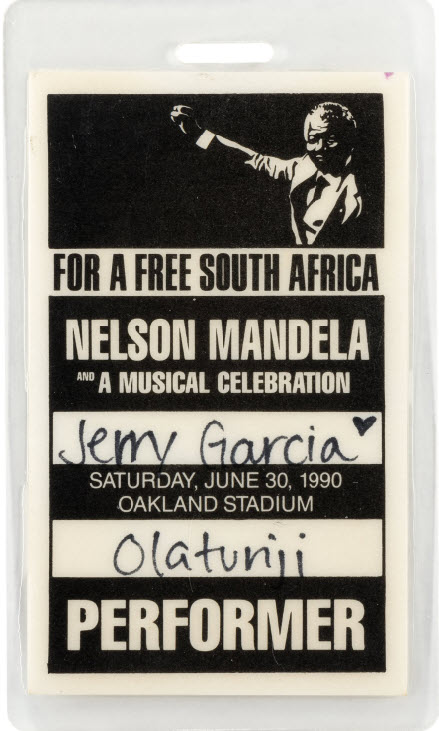 FOR A FREE SOUTH AFRICA
NELSON MANDELA
AND A MUSICAL CELEBRATION
Jerry Garcia
SATURDAY, JUNE 30, 1990
OAKLAND STADIUM
Olatunji
PERFORMER